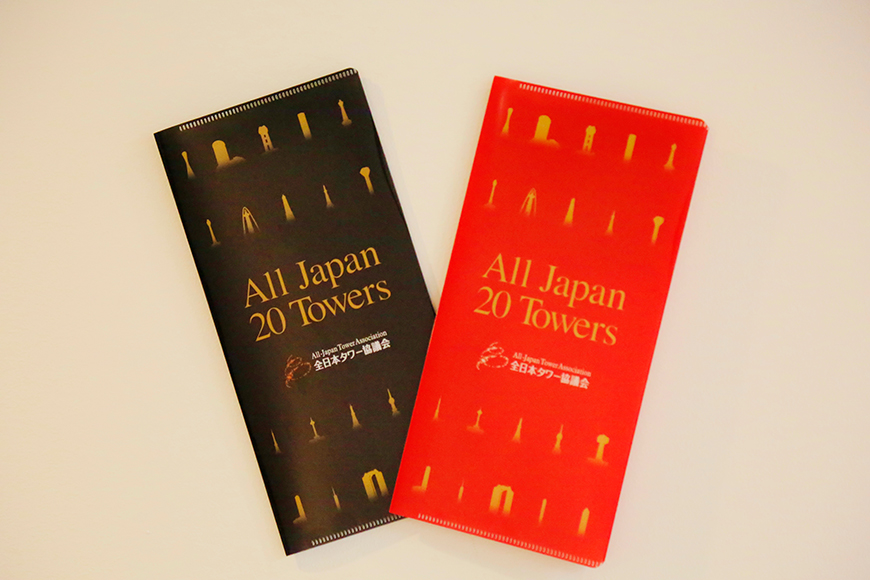 All Japan
20 Towers
All-Japan Tower Association
全日本タワー協議会
All Japan
20 Towers
All-Japan Tower Association
全日本タワー協議会